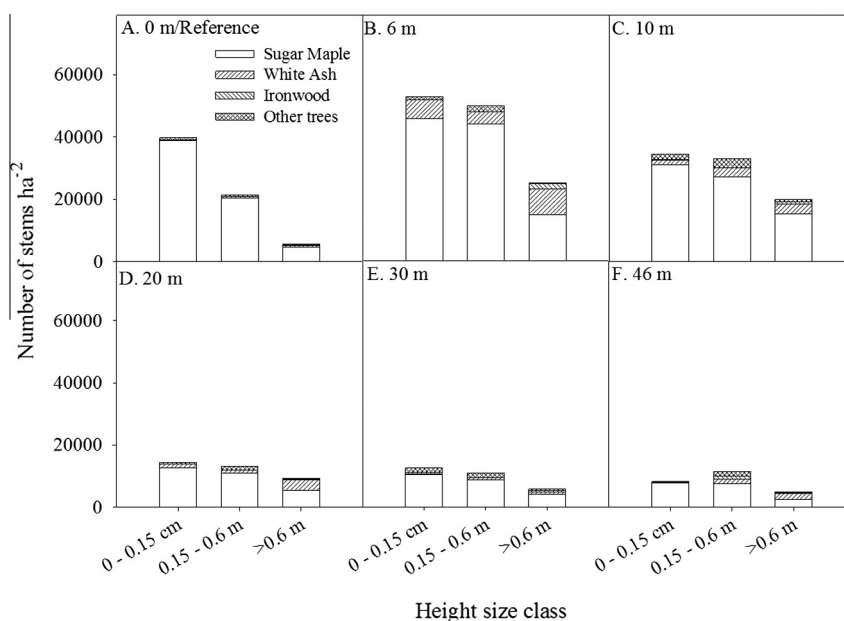 A. 0 m/Reference
B. 6 m
C. 10 m
Sugar Maple
White Ash
Ironwood
Other trees
60000
40000
20000
0
D. 20 m
E. 30 m
F. 46 m
60000
40000
20000
0
Number of stems ha⁻²
0 - 0.15 cm
0.15 - 0.6 m
>0.6 m
0 - 0.15 cm
0.15 - 0.6 m
>0.6 m
0 - 0.15 cm
0.15 - 0.6 m
>0.6 m
Height size class